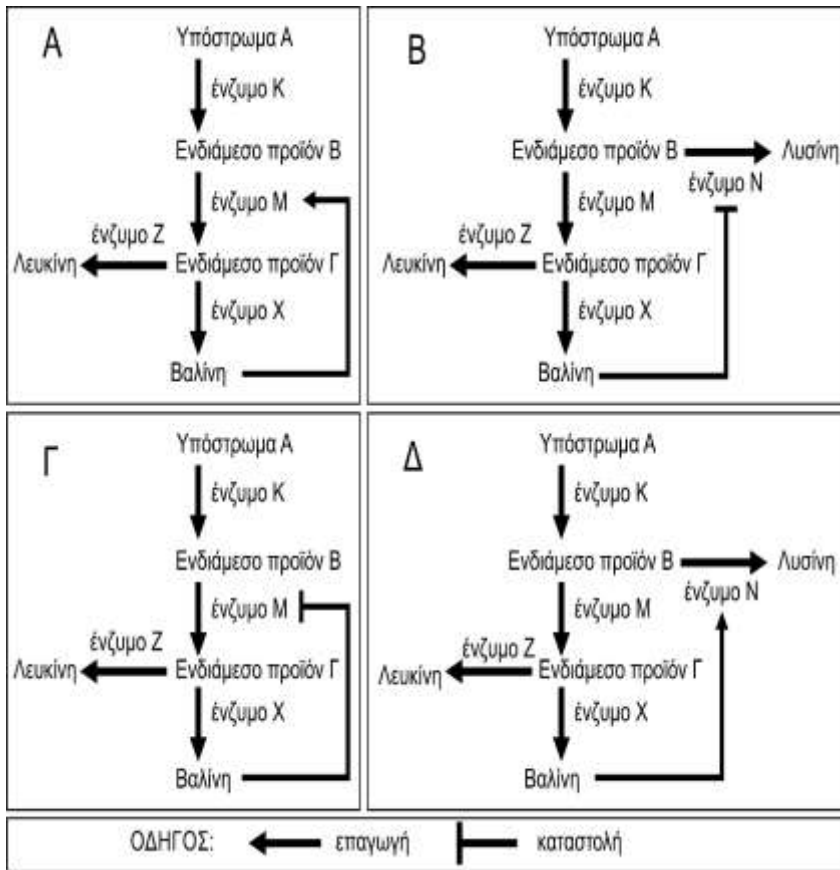 Α
Υπόστρωμα Α
ένζυμο Κ
Ενδιάμεσο προϊόν Β
ένζυμο Μ
ένζυμο Ζ
Λευκίνη
Ενδιάμεσο προϊόν Γ
ένζυμο Χ
Βαλίνη
Β
Υπόστρωμα Α
ένζυμο Κ
Ενδιάμεσο προϊόν Β
Λυσίνη
ένζυμο Ν
ένζυμο Μ
ένζυμο Ζ
Λευκίνη
Ενδιάμεσο προϊόν Γ
ένζυμο Χ
Βαλίνη
Γ
Υπόστρωμα Α
ένζυμο Κ
Ενδιάμεσο προϊόν Β
ένζυμο Μ
ένζυμο Ζ
Λευκίνη
Ενδιάμεσο προϊόν Γ
ένζυμο Χ
Βαλίνη
Δ
Υπόστρωμα Α
ένζυμο Κ
Ενδιάμεσο προϊόν Β
Λυσίνη
ένζυμο Ν
ένζυμο Μ
ένζυμο Ζ
Λευκίνη
Ενδιάμεσο προϊόν Γ
ένζυμο Χ
Βαλίνη
ΟΔΗΓΟΣ: επαγωγή καταστολή